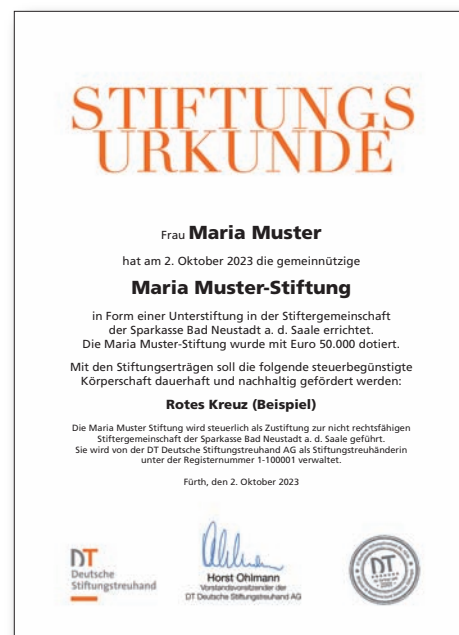 STIFTUNGS
URKUNDE
Frau Maria Muster
hat am 2. Oktober 2023 die gemeinnützige
Maria Muster-Stiftung
in Form einer Unterstiftung in der Stiftergemeinschaft
der Sparkasse Bad Neustadt a. d. Saale errichtet.
Die Maria Muster-Stiftung wurde mit Euro 50.000 dotiert.
Mit den Stiftungserträgen soll die folgende steuerbegünstigte
Körperschaft dauerhaft und nachhaltig gefördert werden:
Rotes Kreuz (Beispiel)
Die Maria Muster Stiftung wird steuerlich als Zustiftung zur nicht rechtsfähigen
Stiftergemeinschaft der Sparkasse Bad Neustadt a. d. Saale geführt.
Sie wird von der DT Deutsche Stiftungstreuhand AG als Stiftungstreuhänderin
unter der Registernummer 1-100001 verwaltet.
Fürth, den 2. Oktober 2023
DT
Deutsche
Stiftungstreuhand
Horst Ohlmann
Vorstandsvorsitzender der
DT Deutsche Stiftungstreuhand AG
DT